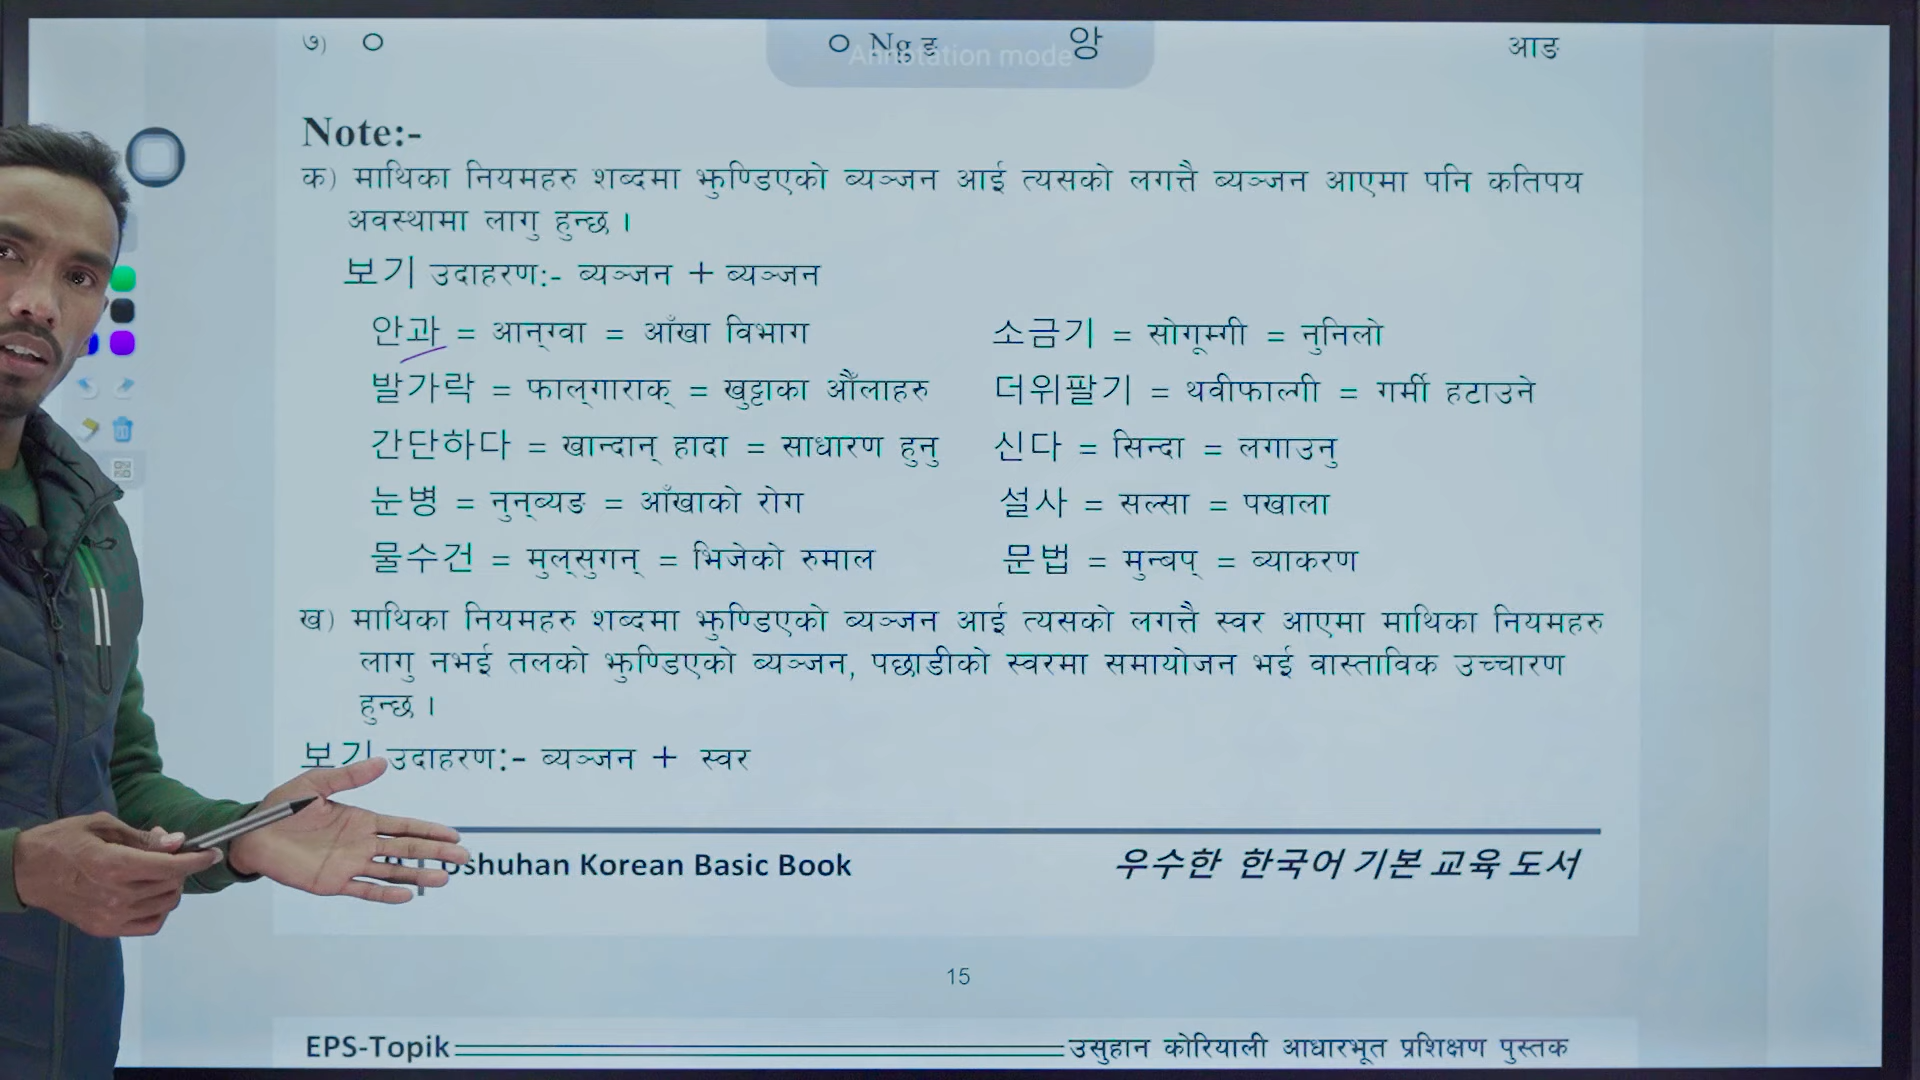 ७) ㅇ ㅇ Ng ङ 앙 आङ
Annotation mode
Note:-
क) माथिका नियमहरु शब्दमा झुण्डिएको ब्यञ्जन आई त्यसको लगत्तै ब्यञ्जन आएमा पनि कतिपय
अवस्थामा लागु हुन्छ ।
보기 उदाहरण:- ब्यञ्जन + ब्यञ्जन
안과 = आन्ग्वा = आँखा विभाग 소금기 = सोगूम्गी = नुनिलो
발가락 = फाल्गाराक् = खुट्टाका औँलाहरु 더위팔기 = थवीफाल्गी = गर्मी हटाउने
간단하다 = खान्दान् हादा = साधारण हुनु 신다 = सिन्दा = लगाउनु
눈병 = नुन्ब्यङ = आँखाको रोग 설사 = सल्सा = पखाला
물수건 = मुल्सुगन् = भिजेको रुमाल 문법 = मुन्बप् = ब्याकरण
ख) माथिका नियमहरु शब्दमा झुण्डिएको ब्यञ्जन आई त्यसको लगत्तै स्वर आएमा माथिका नियमहरु
लागु नभई तलको झुण्डिएको ब्यञ्जन, पछाडीको स्वरमा समायोजन भई वास्ताविक उच्चारण
हुन्छ ।
보기 उदाहरण:- ब्यञ्जन + स्वर
Ushuhan Korean Basic Book 우수한 한국어 기본 교육 도서
15
EPS-Topik उसुहान कोरियाली आधारभूत प्रशिक्षण पुस्तक